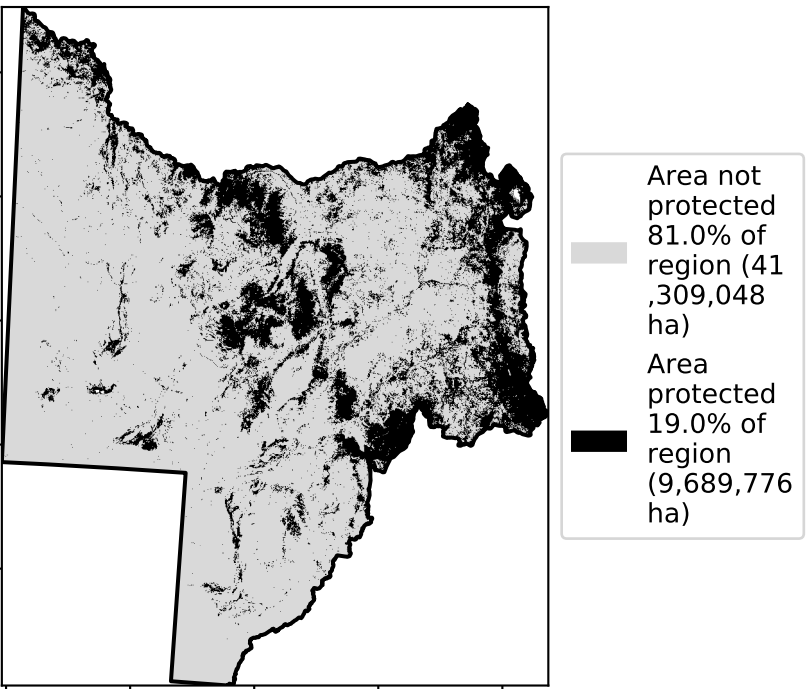 Area not
protected
81.0% of
region (41
,309,048
ha)
Area
protected
19.0% of
region
(9,689,776
ha)